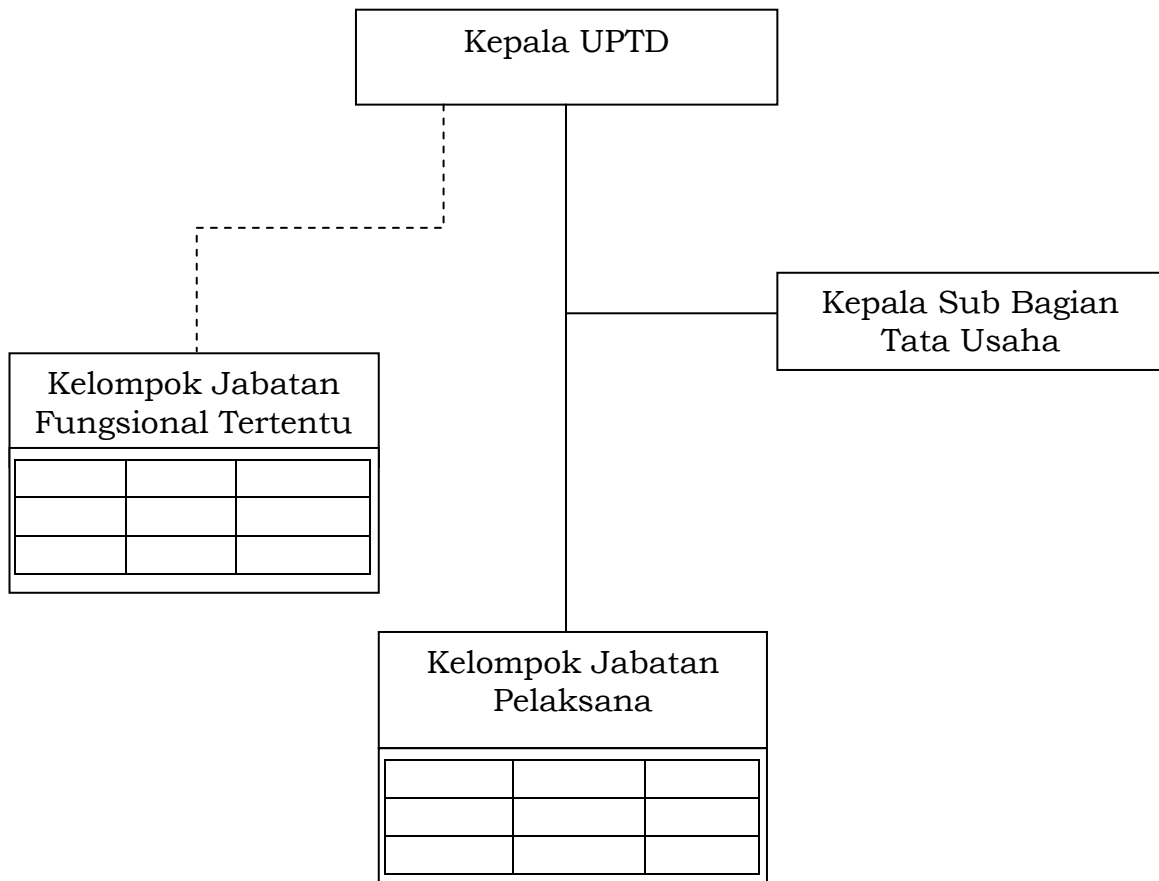 Kepala UPTD
Kepala Sub Bagian
Tata Usaha
Kelompok Jabatan
Fungsional Tertentu
Kelompok Jabatan
Pelaksana